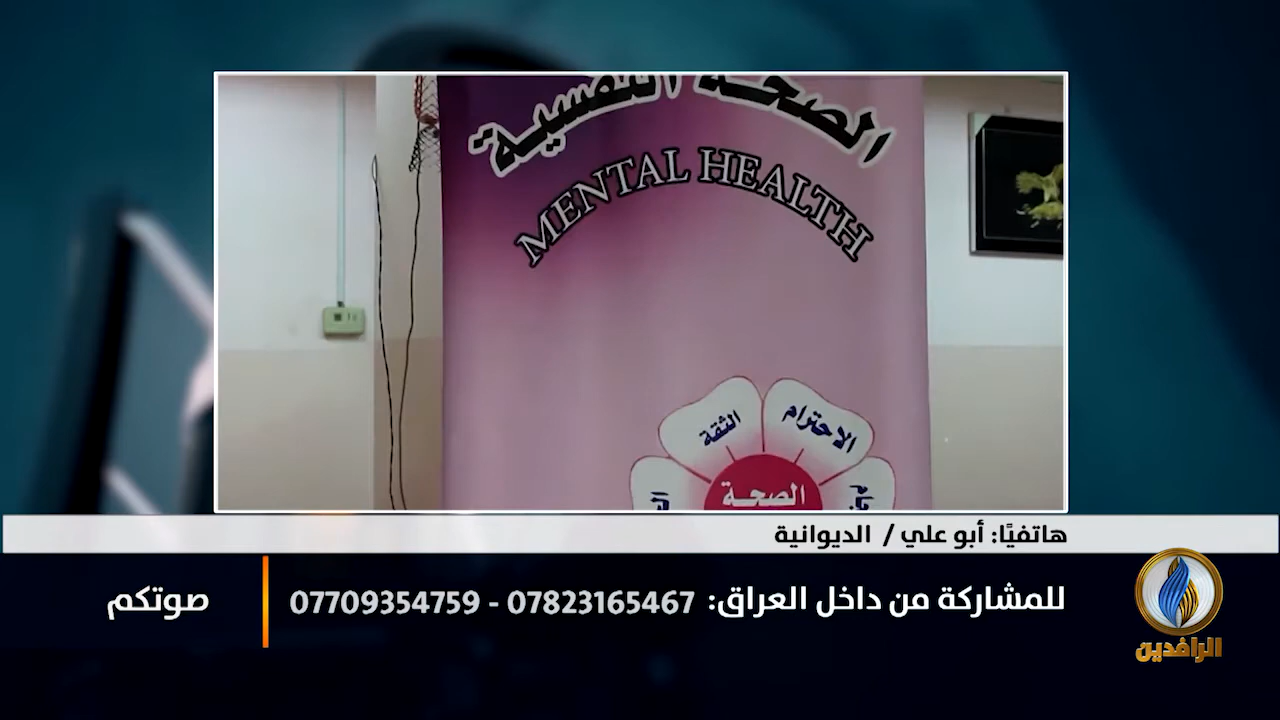 الصحة النفسية
MENTAL HEALTH
الاحترام
الثقة
الصحة
هاتفيًا: أبو علي / الديوانية
للمشاركة من داخل العراق: 07823165467 - 07709354759
صوتكم
الرافدين